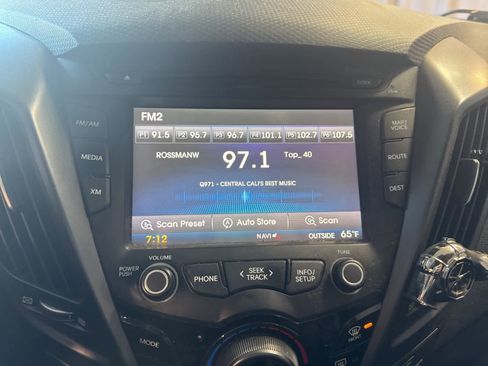 FM2
P1 91.5 P2 95.7 P3 96.7 P4 101.1 P5 102.7 P6 107.5
ROSSMANW 97.1 Top_40
Q971 - CENTRAL CALI'S BEST MUSIC
Scan Preset Auto Store Scan
7:12 NAVI OUTSIDE 65°F
FM/AM
MEDIA
XM
MAP/
VOICE
ROUTE
DEST
VOLUME
POWER
PUSH
PHONE
SEEK
TRACK
INFO/
SETUP
TUNE
MODE
FRONT